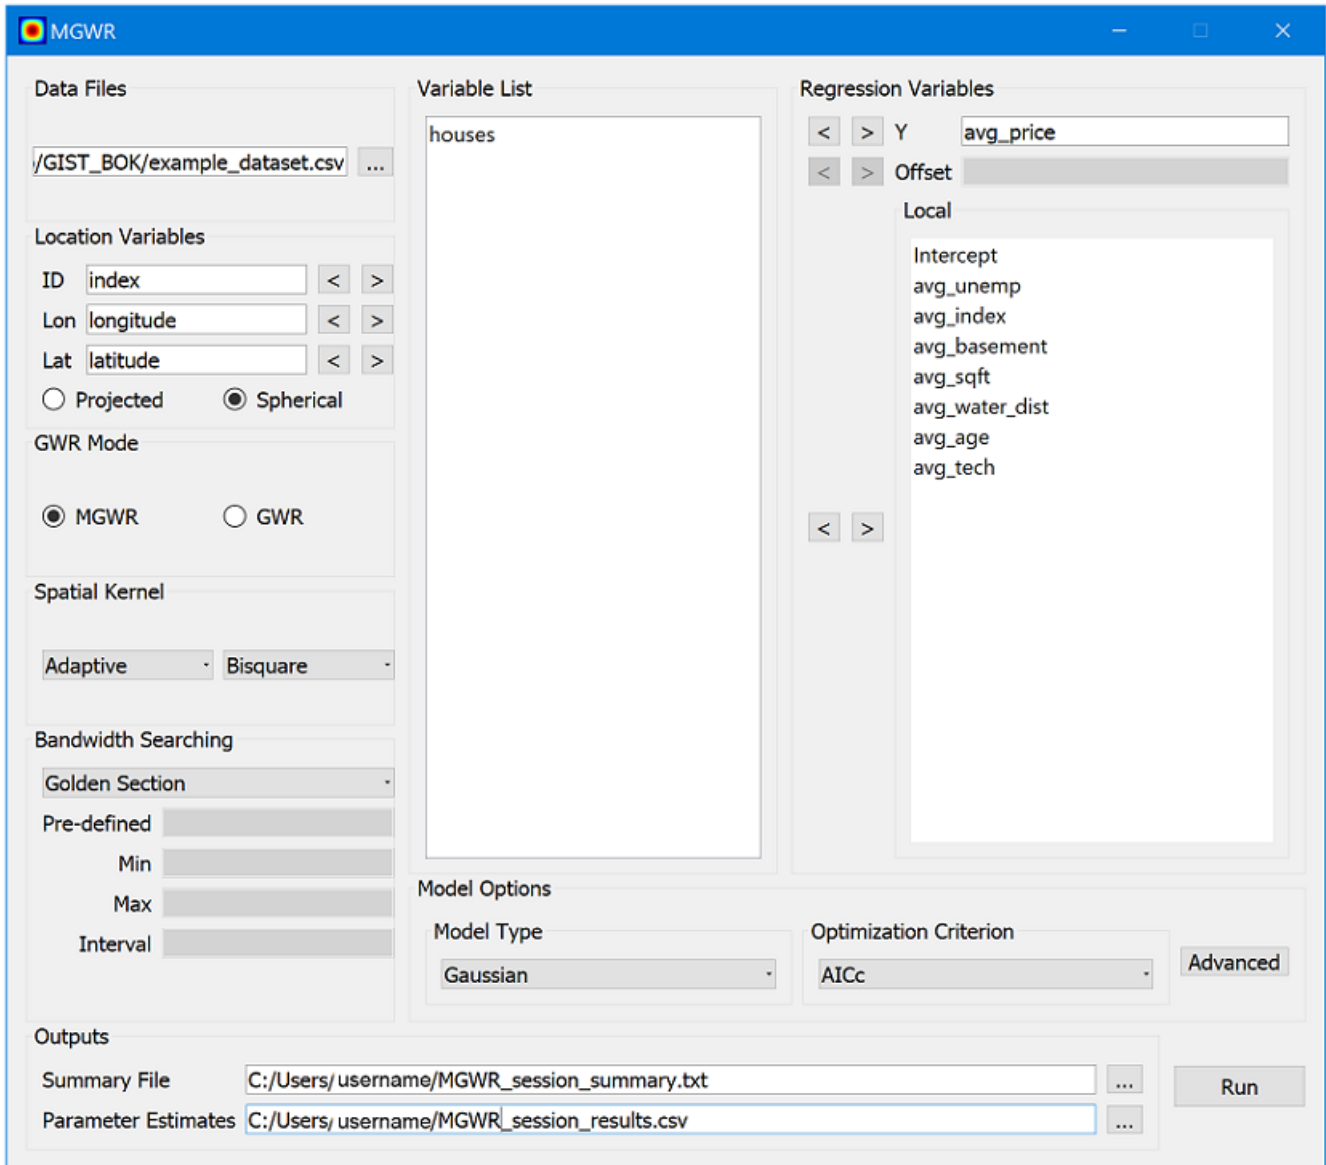 MGWR
Data Files
/GIST_BOK/example_dataset.csv ...
Location Variables
ID index < >
Lon longitude < >
Lat latitude < >
Projected Spherical
GWR Mode
MGWR GWR
Spatial Kernel
Adaptive Bisquare
Bandwidth Searching
Golden Section
Pre-defined
Min
Max
Interval
Variable List
houses
Regression Variables
< > Y avg_price
< > Offset
Local
Intercept
avg_unemp
avg_index
avg_basement
avg_sqft
avg_water_dist
avg_age
avg_tech
< >
Model Options
Model Type
Gaussian
Optimization Criterion
AICc
Advanced
Outputs
Summary File C:/Users/username/MGWR_session_summary.txt ...
Parameter Estimates C:/Users/username/MGWR_session_results.csv ...
Run